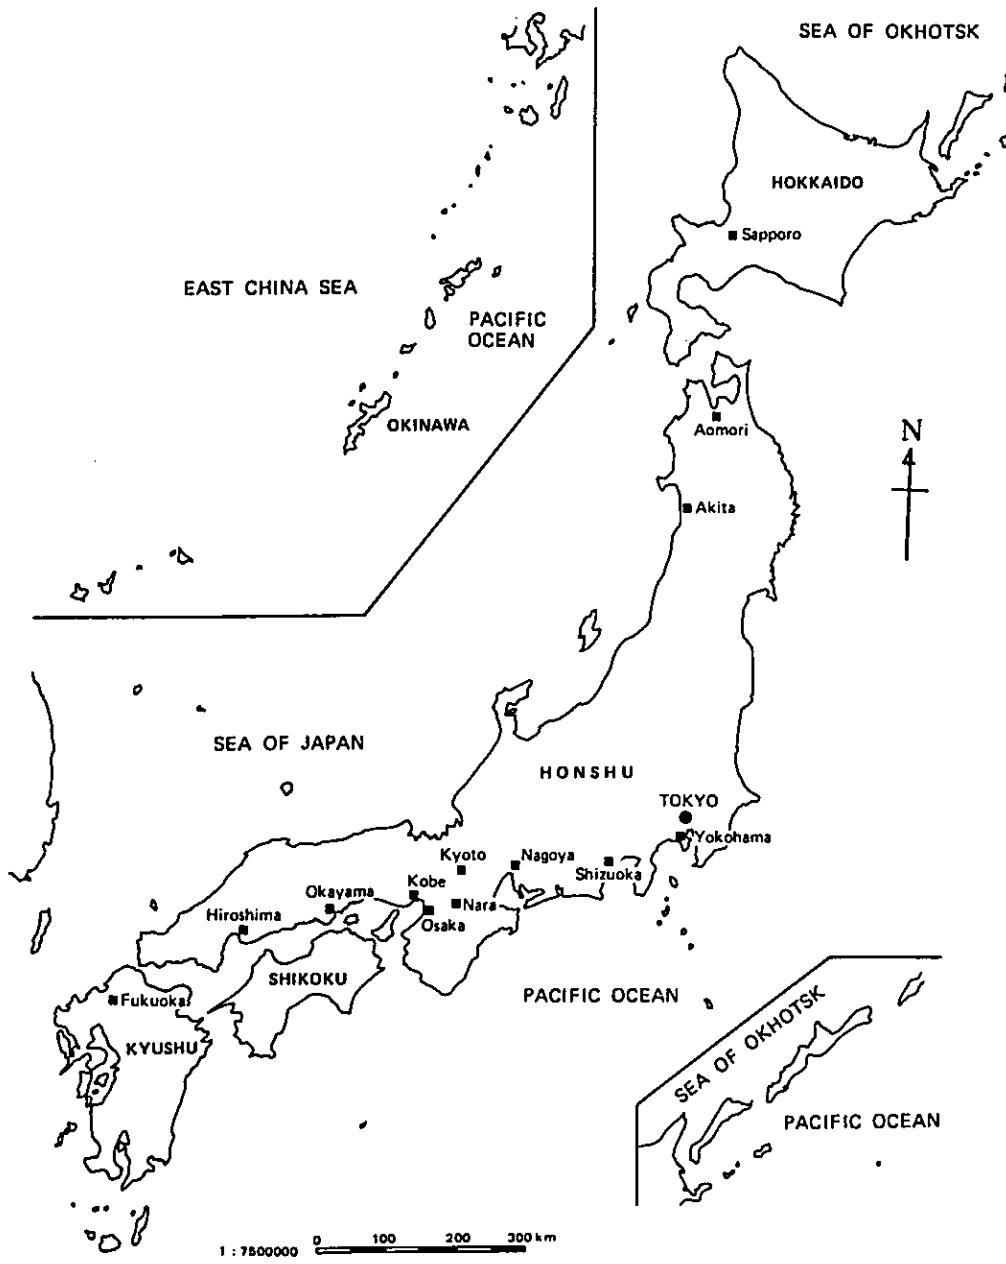 SEA OF OKHOTSK
HOKKAIDO
Sapporo
EAST CHINA SEA
PACIFIC
OCEAN
OKINAWA
Aomori
N
Akita
SEA OF JAPAN
HONSHU
TOKYO
Yokohama
Kyoto
Nagoya
Shizuoka
Kobe
Okayama
Nara
Osaka
Hiroshima
SHIKOKU
Fukuoka
KYUSHU
PACIFIC OCEAN
SEA OF OKHOTSK
PACIFIC OCEAN
0 100 200 300 km
1 : 7500000